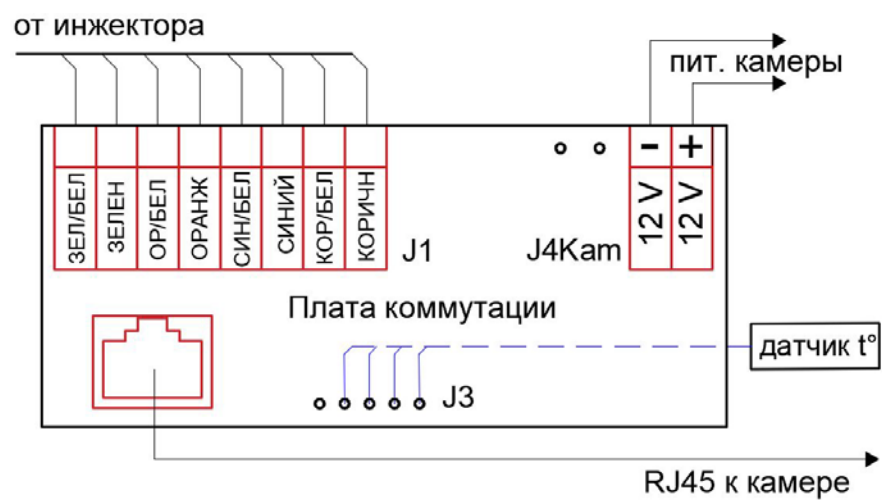 от инжектора
пит. камеры
- +
ЗЕЛ/БЕЛ
ЗЕЛЕН
ОР/БЕЛ
ОРАНЖ
СИН/БЕЛ
СИНИЙ
КОР/БЕЛ
КОРИЧН
J1
J4Kam
12 V
12 V
Плата коммутации
датчик t°
J3
RJ45 к камере